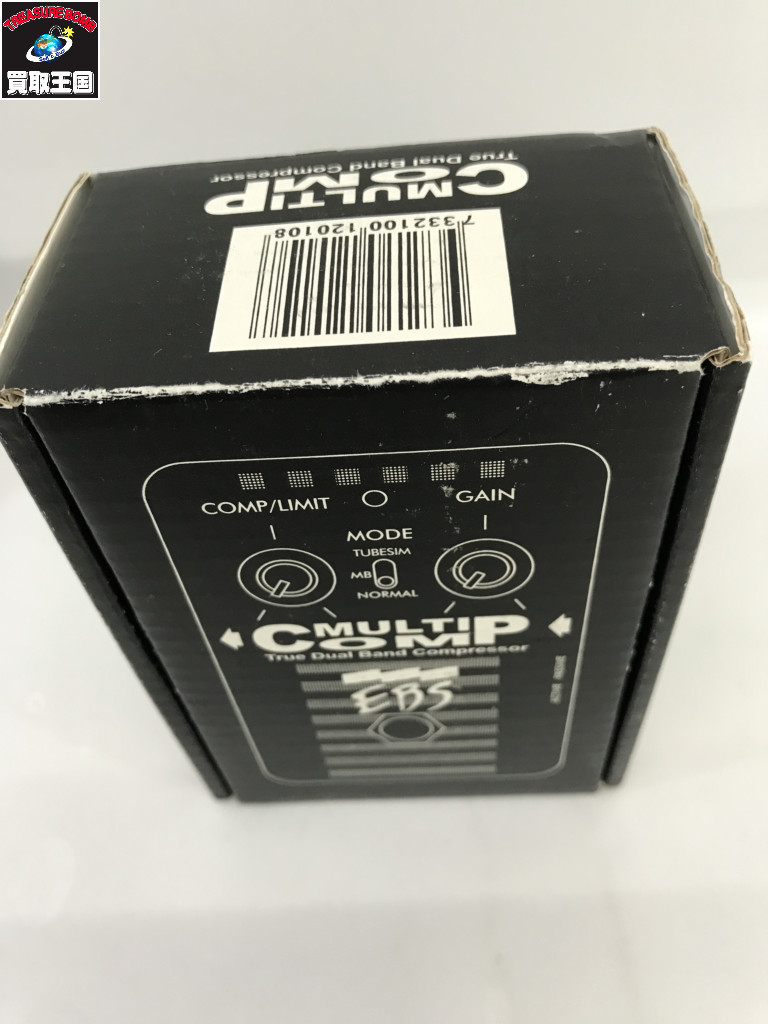 TREASURE BOMB
買取王国
True Dual Band Compressor
MULTI
COMP
7 332100 120108
COMP/LIMIT
GAIN
MODE
TUBESIM
MB
NORMAL
MULTI
COMP
True Dual Band Compressor
EBS